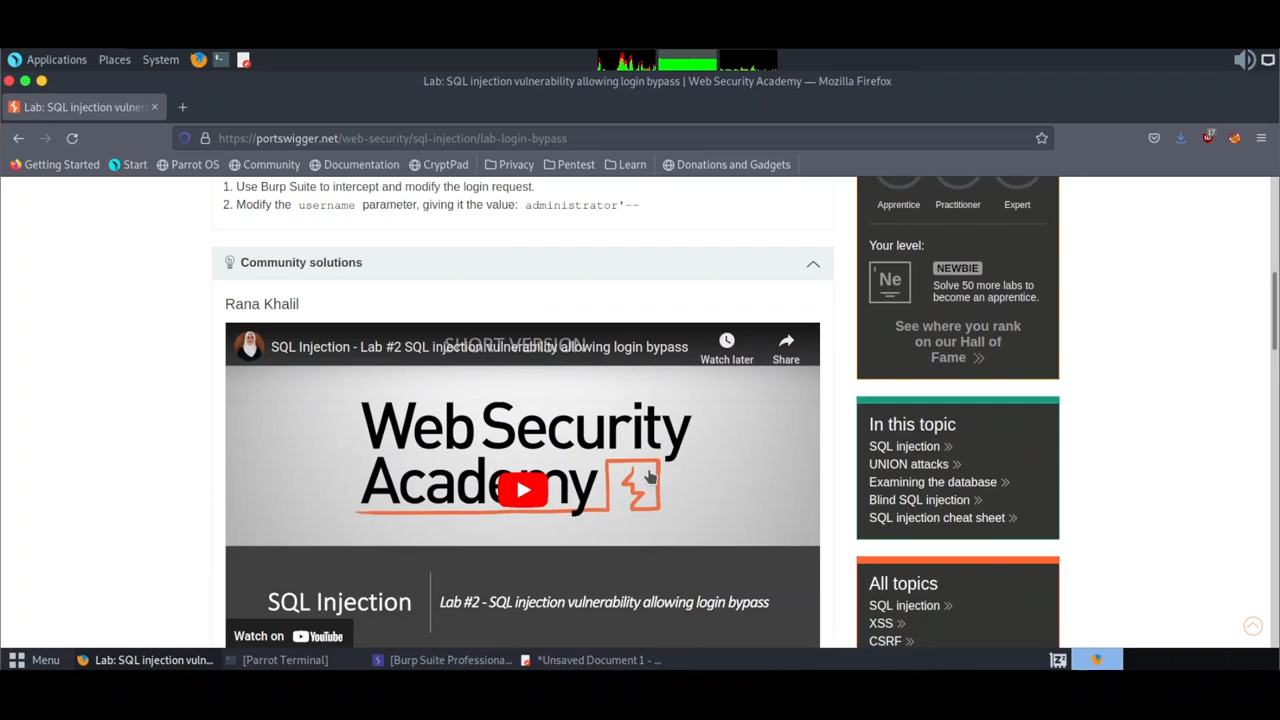 Applications Places System
Lab: SQL injection vulnerability allowing login bypass | Web Security Academy — Mozilla Firefox
Lab: SQL injection vulnera
https://portswigger.net/web-security/sql-injection/lab-login-bypass
17
Getting Started Start Parrot OS Community Documentation CryptPad Privacy Pentest Learn Donations and Gadgets
1. Use Burp Suite to intercept and modify the login request.
2. Modify the username parameter, giving it the value: administrator'--
Community solutions
Rana Khalil
SHORT VERSION
SQL Injection - Lab #2 SQL injection vulnerability allowing login bypass
Watch later
Share
Web Security
Academy
SQL Injection
Lab #2 - SQL injection vulnerability allowing login bypass
Watch on YouTube
Apprentice Practitioner Expert
Your level:
Ne
NEWBIE
Solve 50 more labs to
become an apprentice.
See where you rank
on our Hall of
Fame
In this topic
SQL injection
UNION attacks
Examining the database
Blind SQL injection
SQL injection cheat sheet
All topics
SQL injection
XSS
CSRF
Menu Lab: SQL injection vuln... [Parrot Terminal] [Burp Suite Professiona... *Unsaved Document 1 - ...